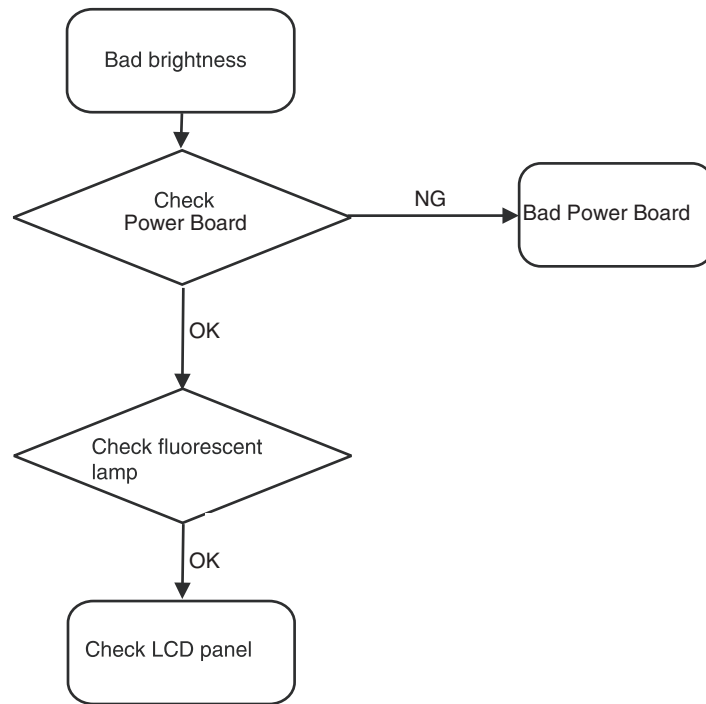 Bad brightness
Check
Power Board
NG
Bad Power Board
OK
Check fluorescent
lamp
OK
Check LCD panel